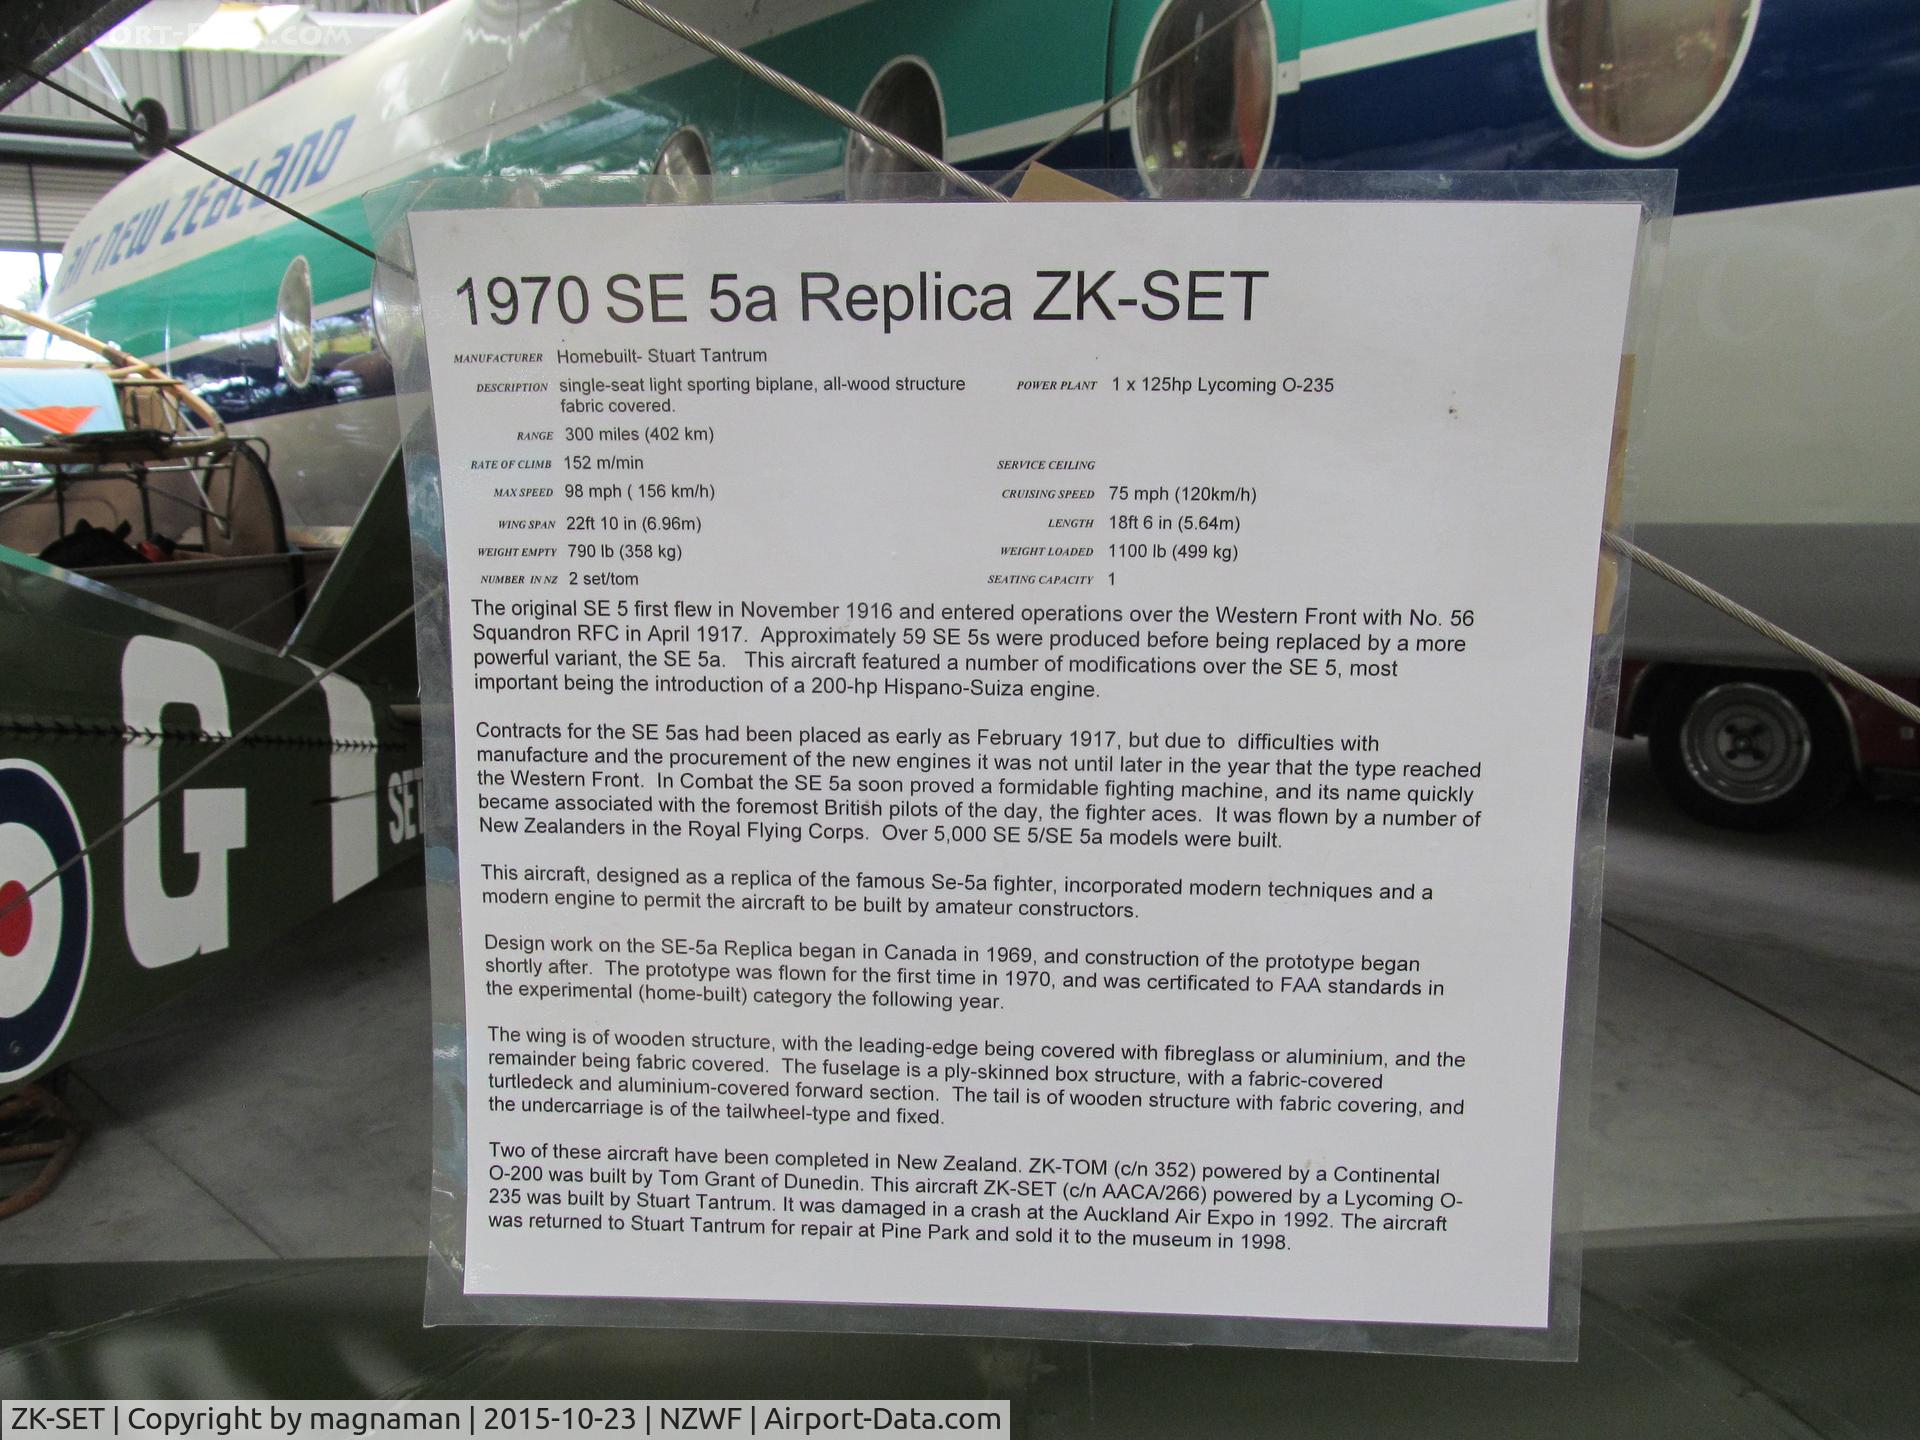 AIRPORT-DATA.COM
AIR NEW ZEALAND
1970 SE 5a Replica ZK-SET
MANUFACTURER Homebuilt- Stuart Tantrum
DESCRIPTION single-seat light sporting biplane, all-wood structure
fabric covered.
POWER PLANT 1 x 125hp Lycoming O-235
RANGE 300 miles (402 km)
RATE OF CLIMB 152 m/min
SERVICE CEILING
MAX SPEED 98 mph ( 156 km/h)
CRUISING SPEED 75 mph (120km/h)
WING SPAN 22ft 10 in (6.96m)
LENGTH 18ft 6 in (5.64m)
WEIGHT EMPTY 790 lb (358 kg)
WEIGHT LOADED 1100 lb (499 kg)
NUMBER IN NZ 2 set/tom
SEATING CAPACITY 1
The original SE 5 first flew in November 1916 and entered operations over the Western Front with No. 56
Squandron RFC in April 1917. Approximately 59 SE 5s were produced before being replaced by a more
powerful variant, the SE 5a. This aircraft featured a number of modifications over the SE 5, most
important being the introduction of a 200-hp Hispano-Suiza engine.
Contracts for the SE 5as had been placed as early as February 1917, but due to difficulties with
manufacture and the procurement of the new engines it was not until later in the year that the type reached
the Western Front. In Combat the SE 5a soon proved a formidable fighting machine, and its name quickly
became associated with the foremost British pilots of the day, the fighter aces. It was flown by a number of
New Zealanders in the Royal Flying Corps. Over 5,000 SE 5/SE 5a models were built.
This aircraft, designed as a replica of the famous Se-5a fighter, incorporated modern techniques and a
modern engine to permit the aircraft to be built by amateur constructors.
Design work on the SE-5a Replica began in Canada in 1969, and construction of the prototype began
shortly after. The prototype was flown for the first time in 1970, and was certificated to FAA standards in
the experimental (home-built) category the following year.
The wing is of wooden structure, with the leading-edge being covered with fibreglass or aluminium, and the
remainder being fabric covered. The fuselage is a ply-skinned box structure, with a fabric-covered
turtledeck and aluminium-covered forward section. The tail is of wooden structure with fabric covering, and
the undercarriage is of the tailwheel-type and fixed.
Two of these aircraft have been completed in New Zealand. ZK-TOM (c/n 352) powered by a Continental
O-200 was built by Tom Grant of Dunedin. This aircraft ZK-SET (c/n AACA/266) powered by a Lycoming O-
235 was built by Stuart Tantrum. It was damaged in a crash at the Auckland Air Expo in 1992. The aircraft
was returned to Stuart Tantrum for repair at Pine Park and sold it to the museum in 1998.
G
SET
ZK-SET | Copyright by magnaman | 2015-10-23 | NZWF | Airport-Data.com